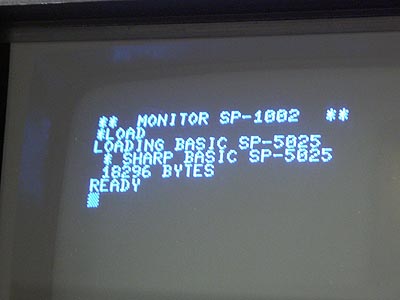 ** MONITOR SP-1002 **
*LOAD
LOADING BASIC SP-5025
* SHARP BASIC SP-5025
18296 BYTES
READY